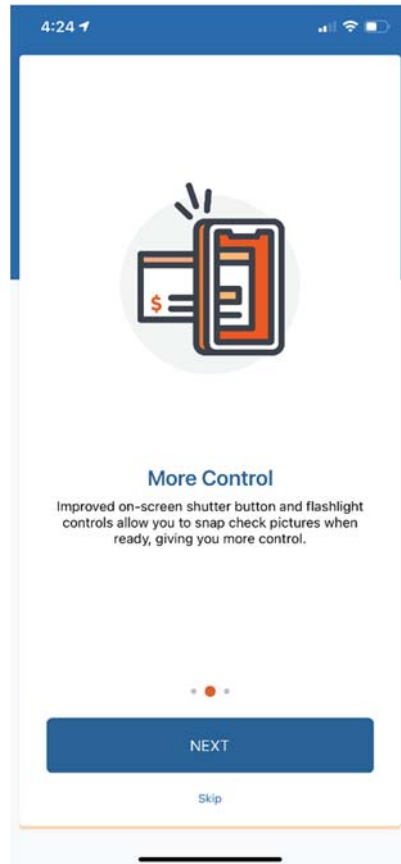 4:24
$
More Control
Improved on-screen shutter button and flashlight
controls allow you to snap check pictures when
ready, giving you more control.
NEXT
Skip